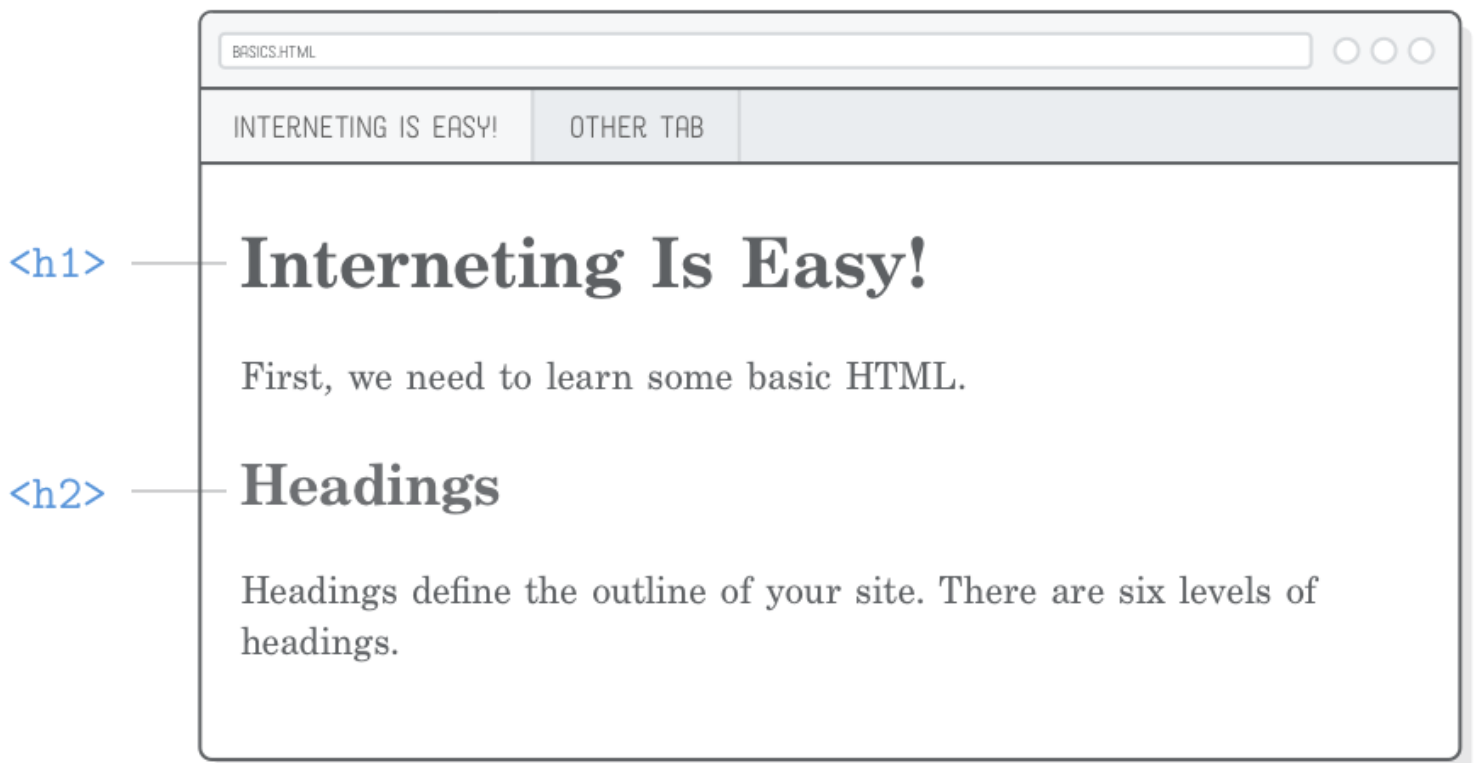 BASICS.HTML
INTERNETING IS EASY!
OTHER TAB
<h1>
Interneting Is Easy!
First, we need to learn some basic HTML.
<h2>
Headings
Headings define the outline of your site. There are six levels of
headings.